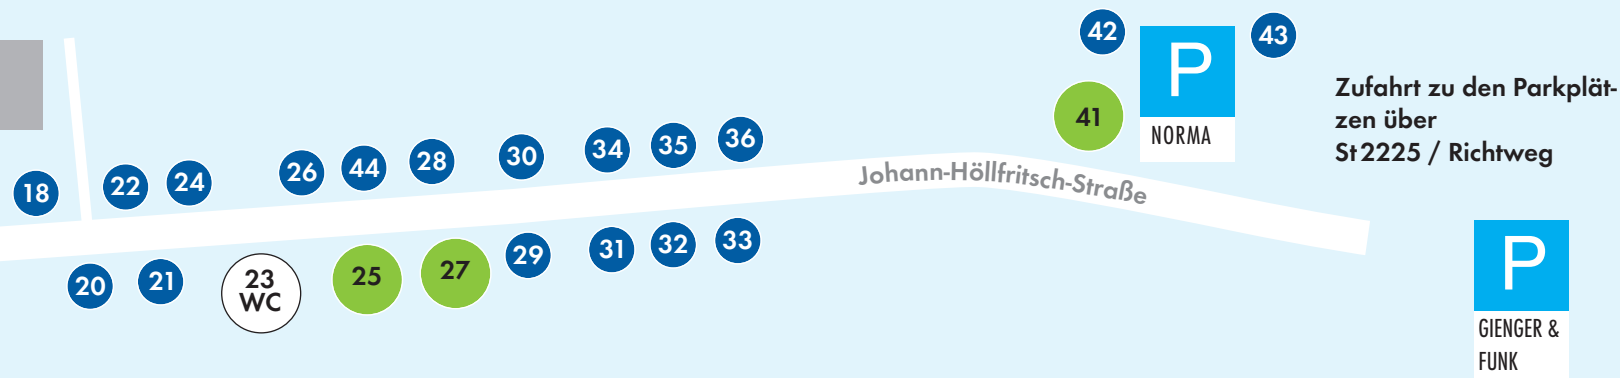 42
43
P
NORMA
41
Zufahrt zu den Parkplät-
zen über
St 2225 / Richtweg
18
22
24
26
44
28
30
34
35
36
Johann-Höllfritsch-Straße
20
21
23
WC
25
27
29
31
32
33
P
GIENGER &
FUNK